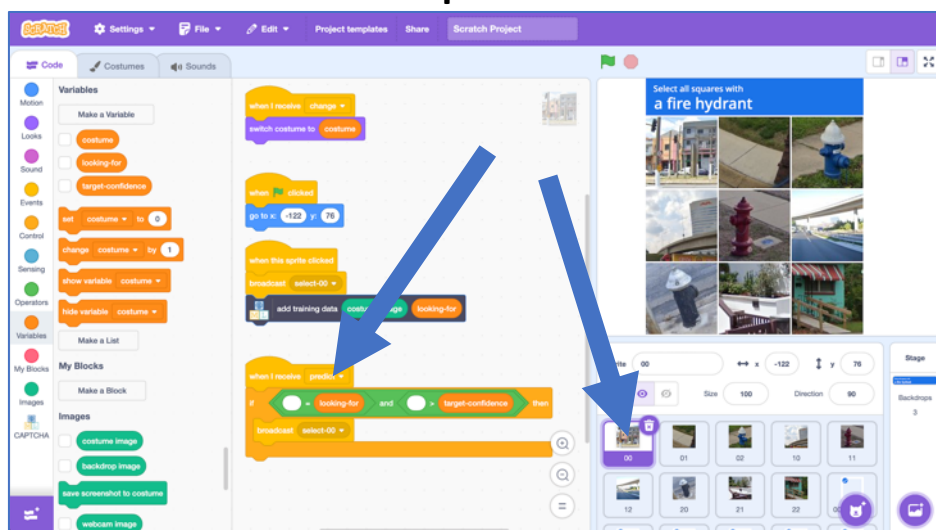 SCRATCH Settings File Edit Project templates Share Scratch Project
Code Costumes Sounds
Motion
Looks
Sound
Events
Control
Sensing
Operators
Variables
My Blocks
Images
CAPTCHA
Variables
Make a Variable
costume
looking-for
target-confidence
set costume to 0
change costume by 1
show variable costume
hide variable costume
Make a List
My Blocks
Make a Block
Images
costume image
backdrop image
save screenshot to costume
webcam image
when I receive change
switch costume to costume
when clicked
go to x: -122 y: 76
when this sprite clicked
broadcast select-00
add training data looking-for
when I receive predict
if = looking-for and > target-confidence then
broadcast select-00
Select all squares with
a fire hydrant
00 x -122 y 76
Size 100 Direction 90
00 01 02 10 11
12 20 21 22
Stage
Backdrops
3